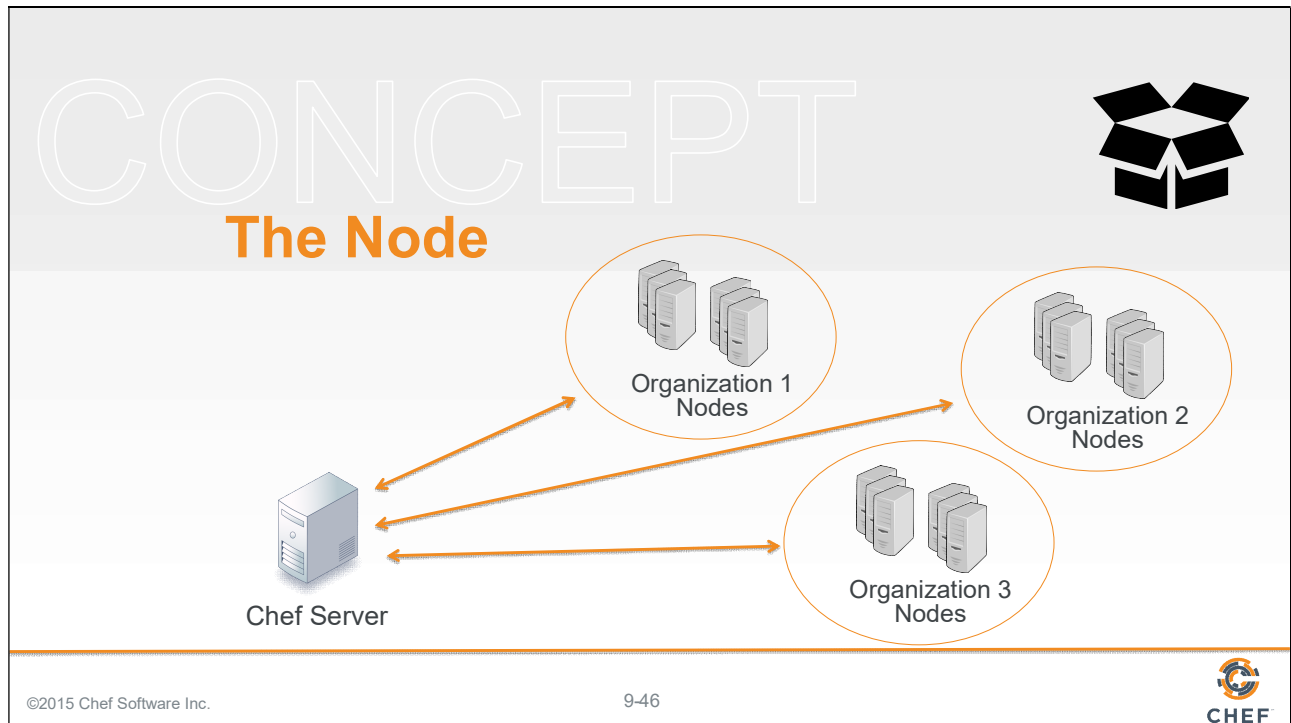 CONCEPT
The Node
Organization 1
Nodes
Organization 2
Nodes
Organization 3
Nodes
Chef Server
©2015 Chef Software Inc.
9-46
CHEF